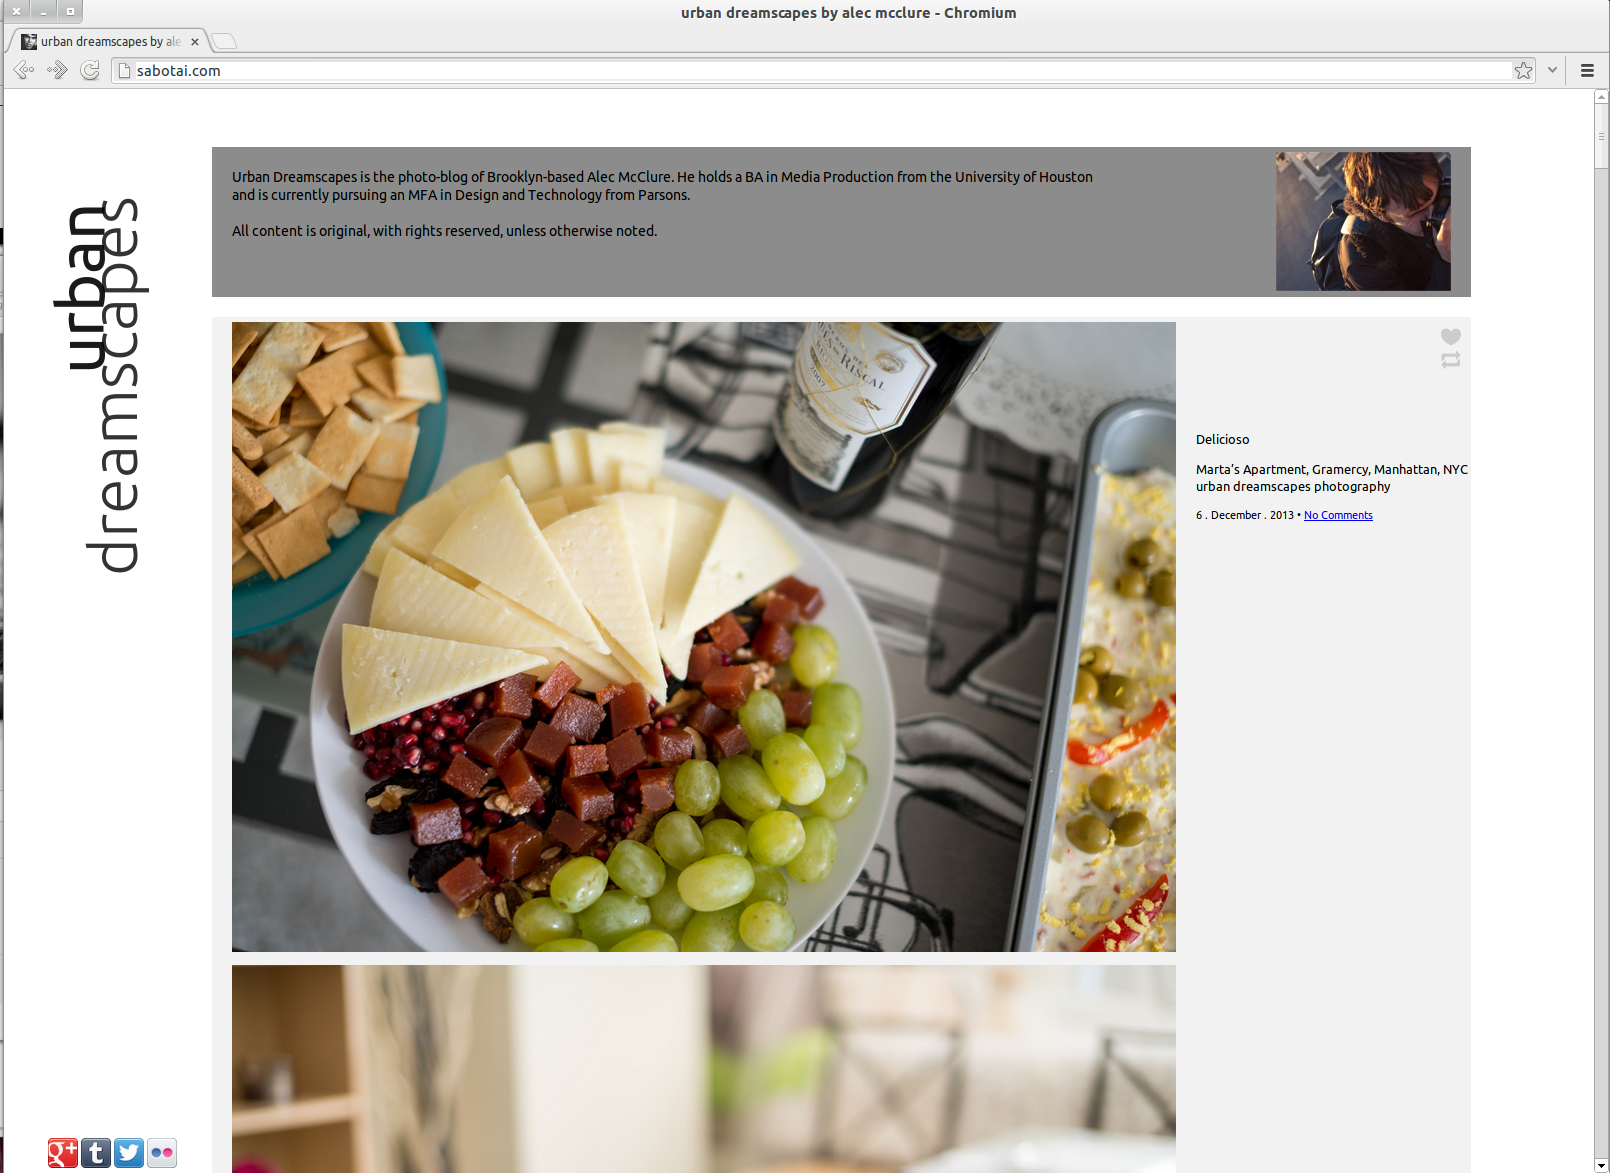 urban dreamscapes by alec mcclure - Chromium
urban dreamscapes by ale
sabotai.com
urban
dreamscapes
Urban Dreamscapes is the photo-blog of Brooklyn-based Alec McClure. He holds a BA in Media Production from the University of Houston
and is currently pursuing an MFA in Design and Technology from Parsons.
All content is original, with rights reserved, unless otherwise noted.
DE RISCAL
2007
Delicioso
Marta's Apartment, Gramercy, Manhattan, NYC
urban dreamscapes photography
6 . December . 2013 • No Comments
g+ t